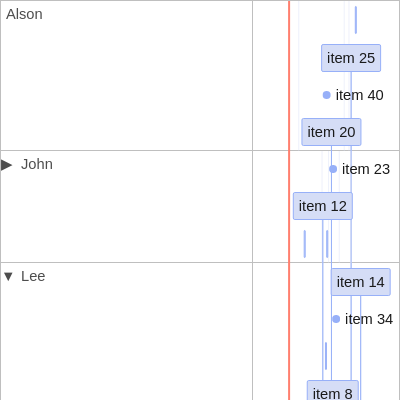 Alson
item 25
item 40
item 20
▶ John
item 23
item 12
▼ Lee
item 14
item 34
item 8